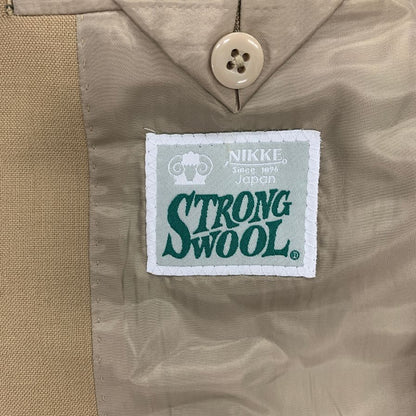 NIKKE®
Since 1896
Japan
STRONG
WOOL®